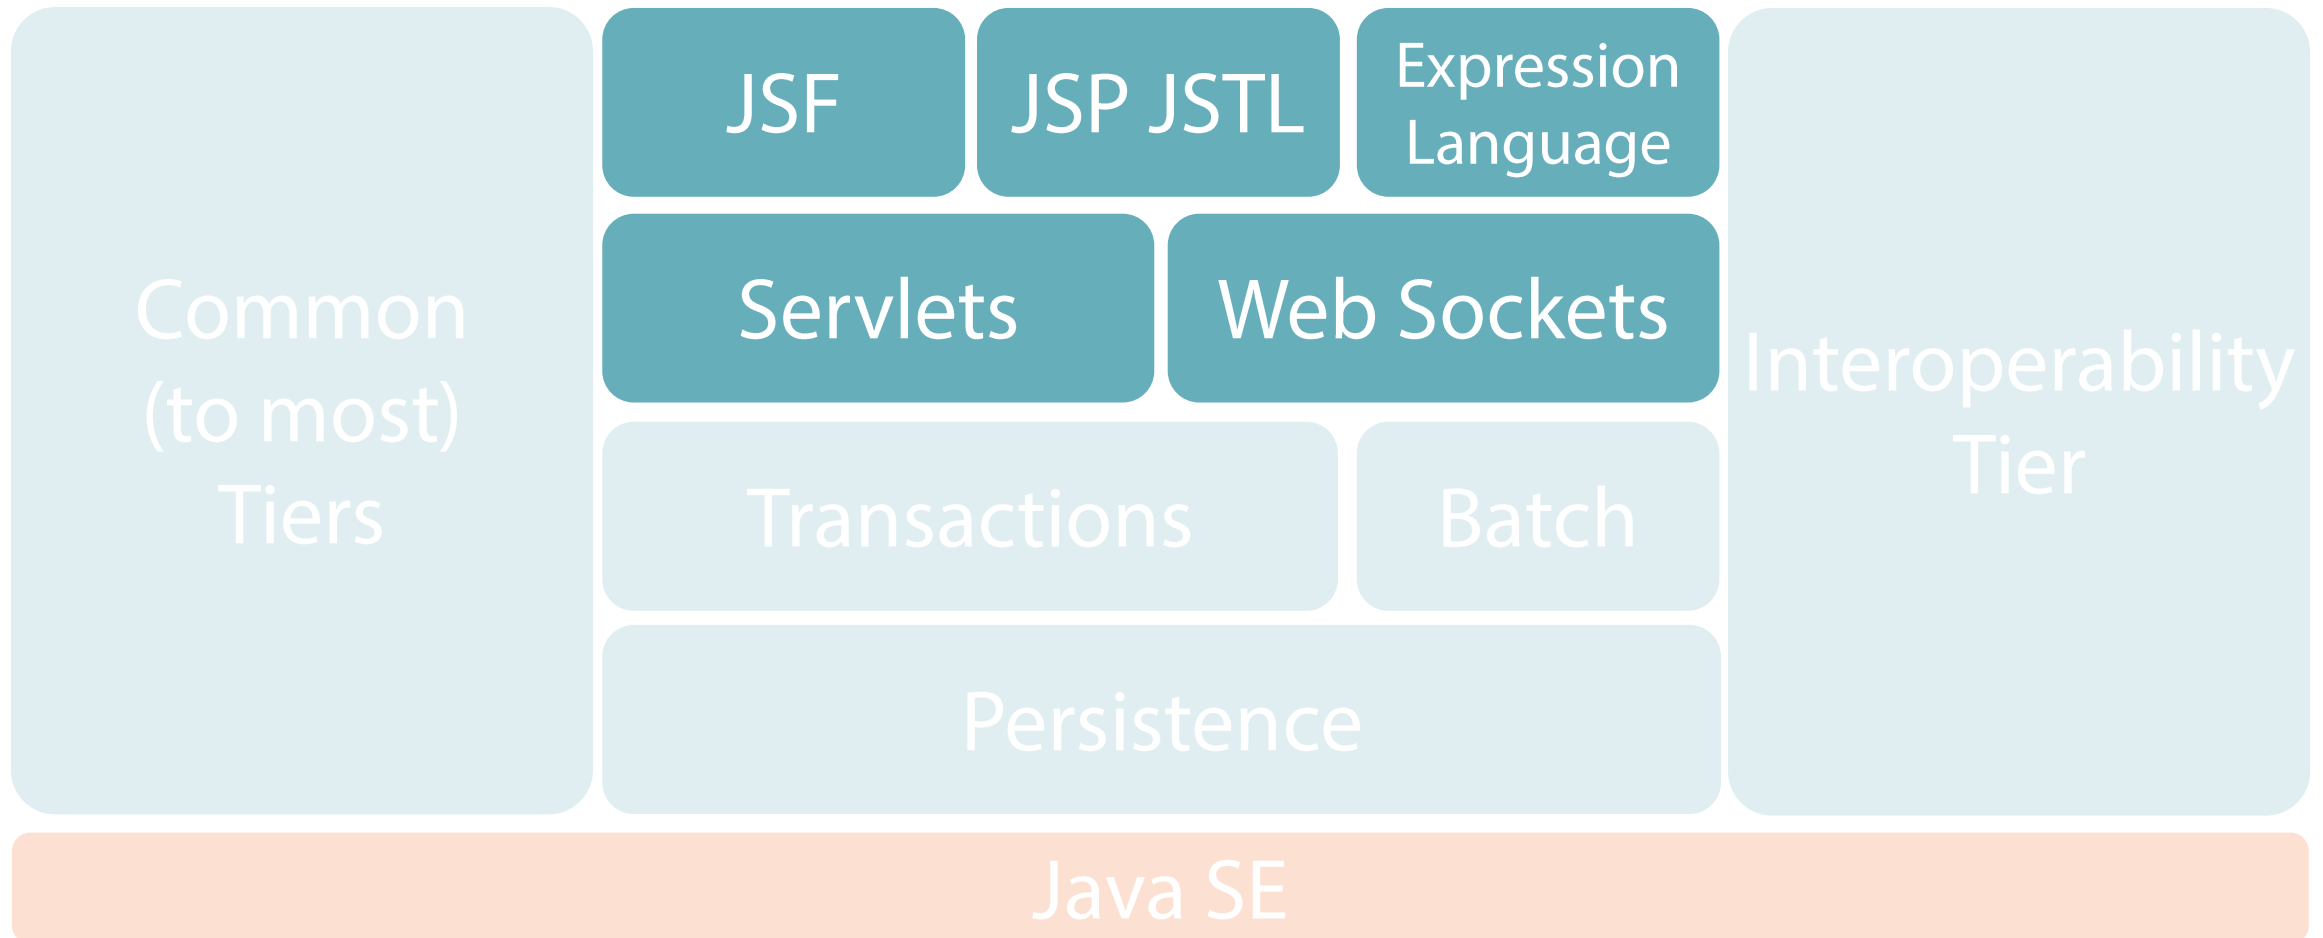 Common
(to most)
Tiers
JSF
JSP JSTL
Expression
Language
Servlets
Web Sockets
Transactions
Batch
Persistence
Interoperability
Tier
Java SE